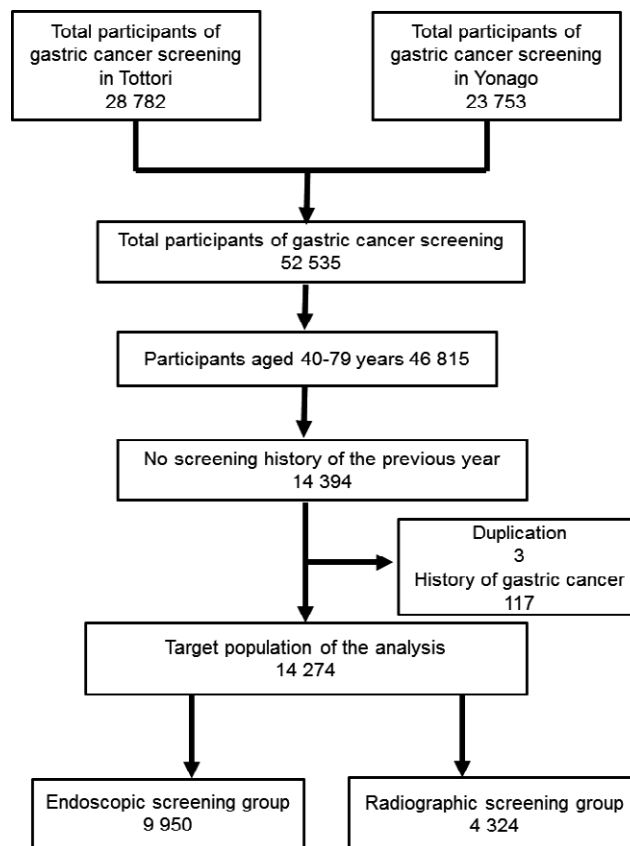 Total participants of
gastric cancer screening
in Tottori
28 782
Total participants of
gastric cancer screening
in Yonago
23 753
Total participants of gastric cancer screening
52 535
Participants aged 40-79 years 46 815
No screening history of the previous year
14 394
Duplication
3
History of gastric cancer
117
Target population of the analysis
14 274
Endoscopic screening group
9 950
Radiographic screening group
4 324